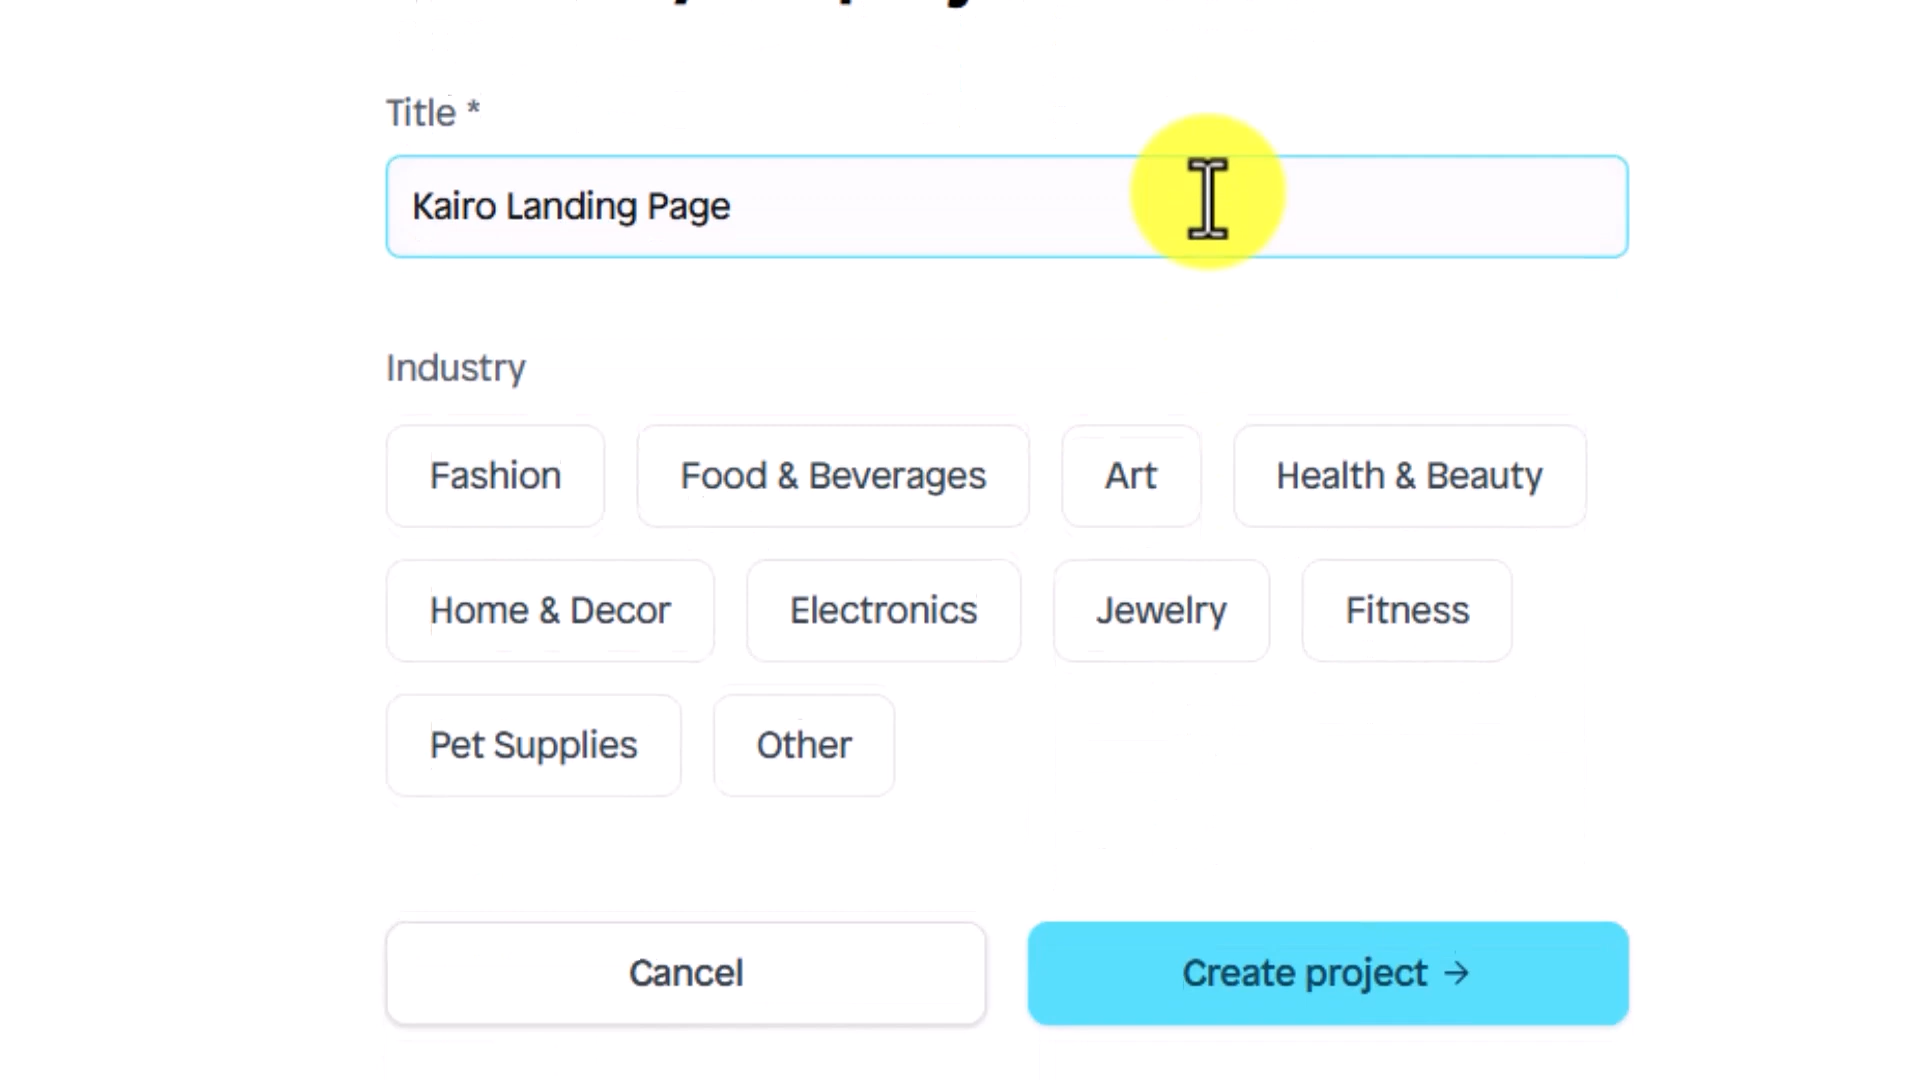 Title *
Kairo Landing Page
Industry
Fashion Food & Beverages Art Health & Beauty
Home & Decor Electronics Jewelry Fitness
Pet Supplies Other
Cancel Create project →